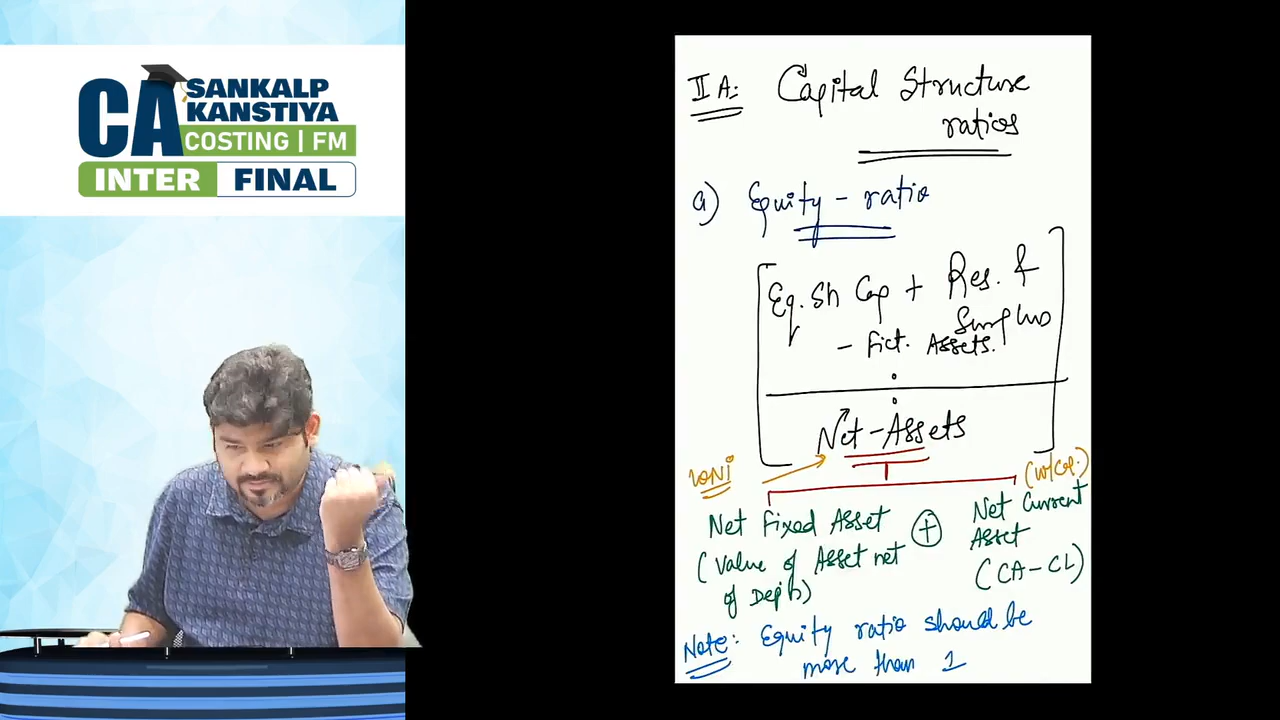 CA SANKALP
KANSTIYA
COSTING | FM
INTER FINAL
II A: Capital Structure
ratios
a) Equity - ratio
Eq. Sh Cap + Res. &
Surplus
- Fict. Assets.
Net-Assets
(W/Cap.)
Net Fixed Asset + Net Current
Asset
(Value of Asset net
of Depn)
(CA - CL)
Note: Equity ratio should be
more than 1